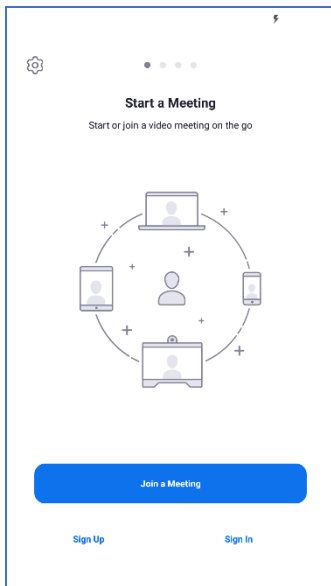 Start a Meeting
Start or join a video meeting on the go
Join a Meeting
Sign Up
Sign In